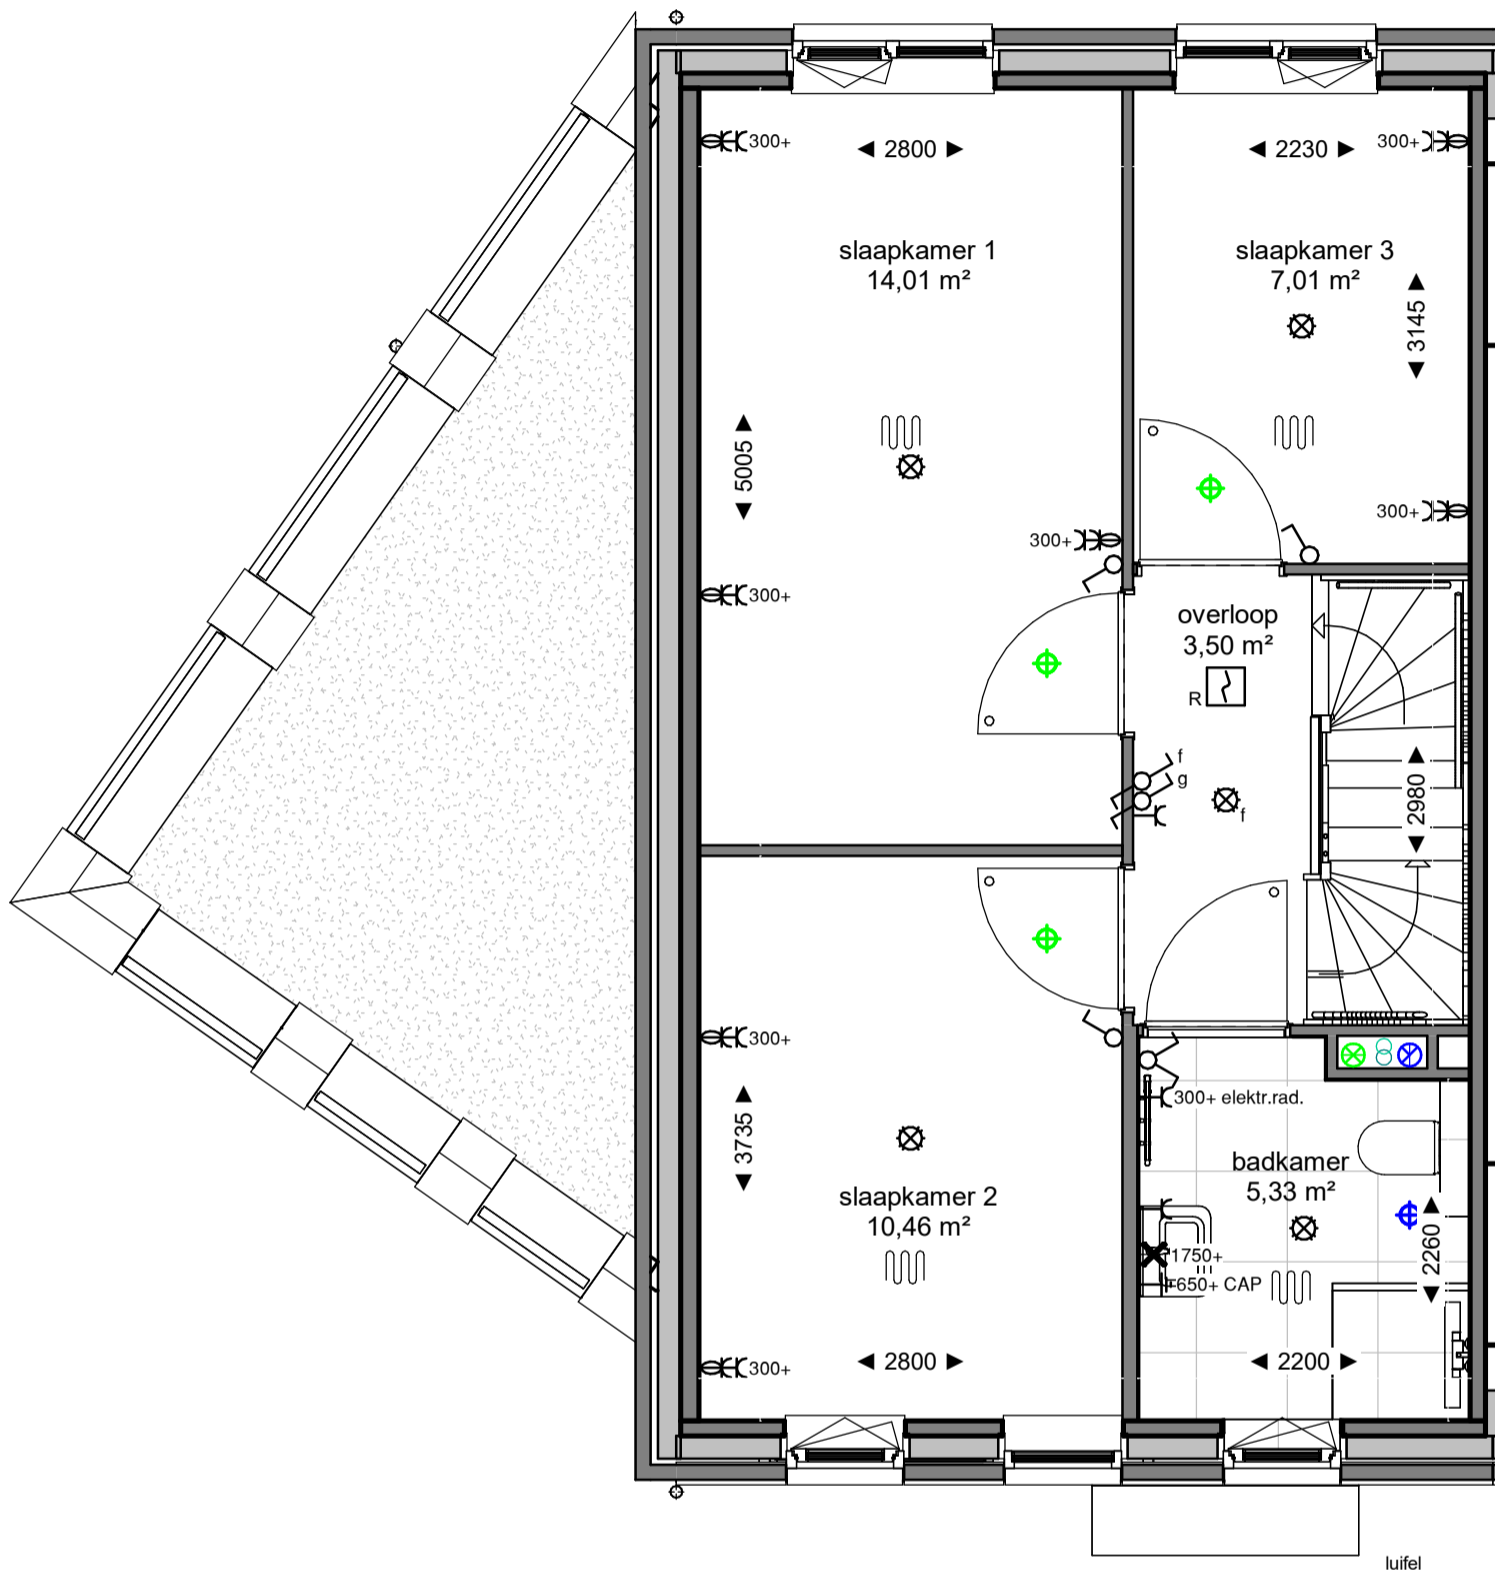 300+
2800
2230
300+
slaapkamer 1
14,01 m²
slaapkamer 3
7,01 m²
3145
5005
300+
300+
300+
overloop
3,50 m²
R
f
g
f
2980
300+
3735
300+ elektr.rad.
badkamer
5,33 m²
slaapkamer 2
10,46 m²
2260
1750+
650+ CAP
300+
2800
2200
luifel